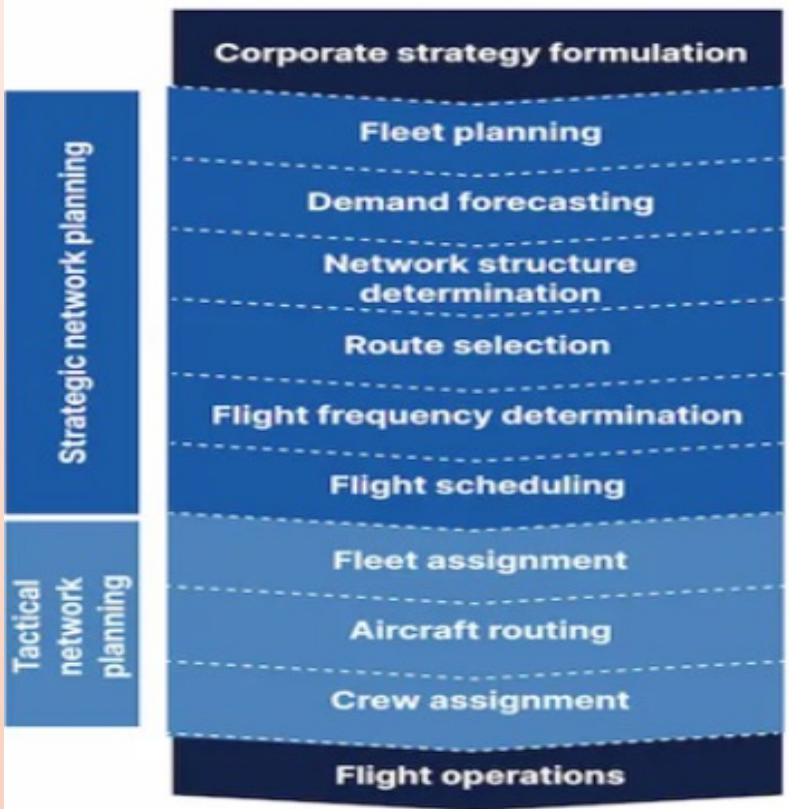 Corporate strategy formulation
Strategic network planning
Fleet planning
Demand forecasting
Network structure
determination
Route selection
Flight frequency determination
Flight scheduling
Tactical
network
planning
Fleet assignment
Aircraft routing
Crew assignment
Flight operations